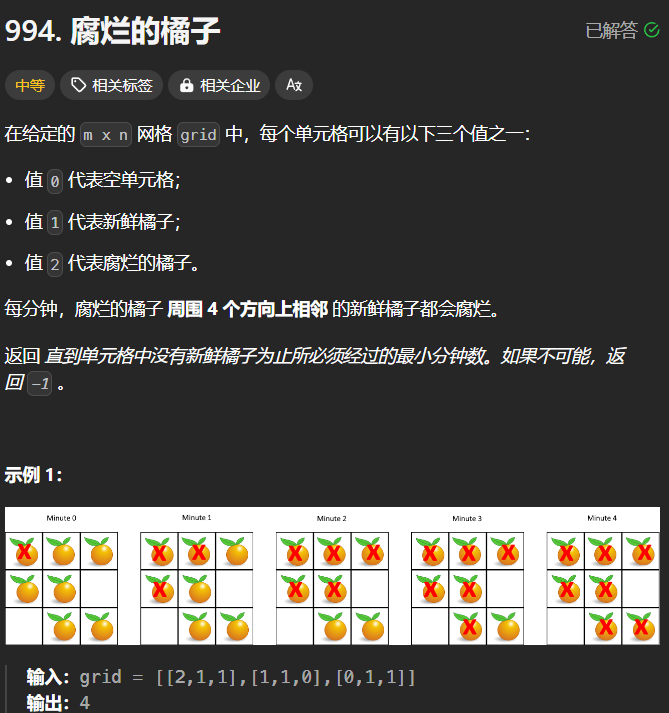 994. 腐烂的橘子
已解答
中等
相关标签
相关企业
在给定的 m x n 网格 grid 中，每个单元格可以有以下三个值之一：
• 值 0 代表空单元格；
• 值 1 代表新鲜橘子；
• 值 2 代表腐烂的橘子。
每分钟，腐烂的橘子 周围 4 个方向上相邻 的新鲜橘子都会腐烂。
返回 直到单元格中没有新鲜橘子为止所必须经过的最小分钟数。如果不可能，返
回 -1 。
示例 1：
Minute 0 Minute 1 Minute 2 Minute 3 Minute 4
输入：grid = [[2,1,1],[1,1,0],[0,1,1]]
输出：4